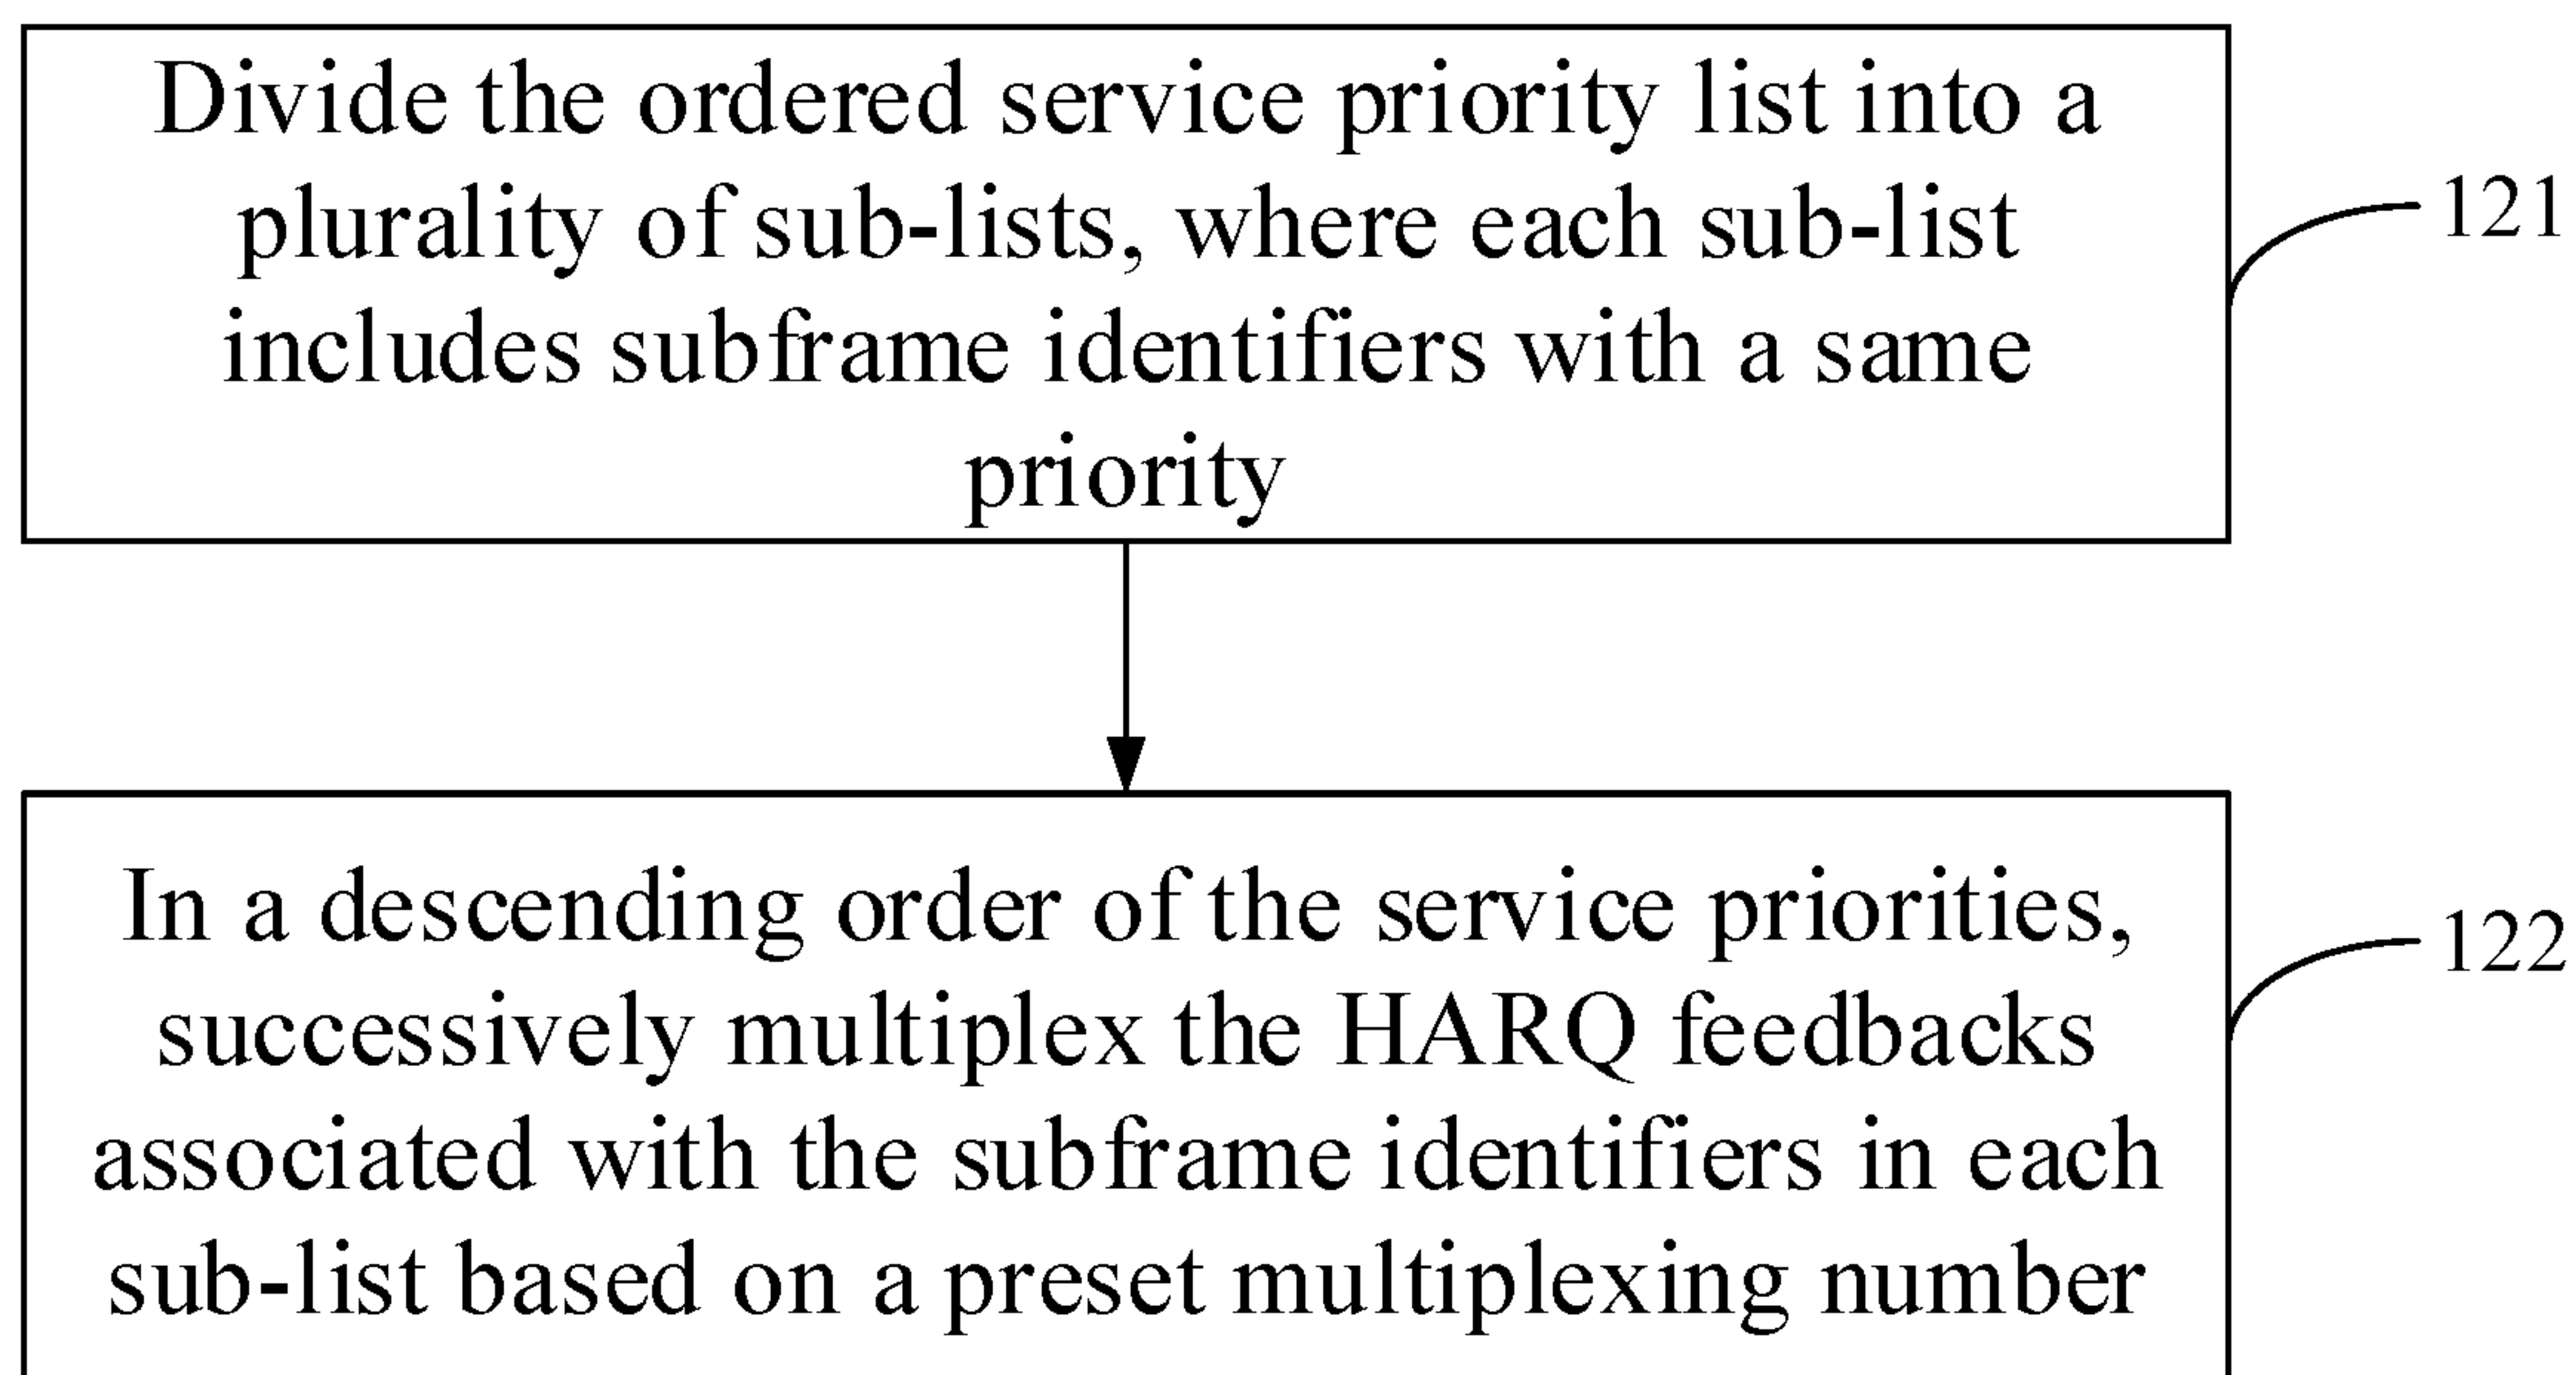 Divide the ordered service priority list into a
plurality of sub-lists, where each sub-list
includes subframe identifiers with a same
priority
121
In a descending order of the service priorities,
successively multiplex the HARQ feedbacks
associated with the subframe identifiers in each
sub-list based on a preset multiplexing number
122